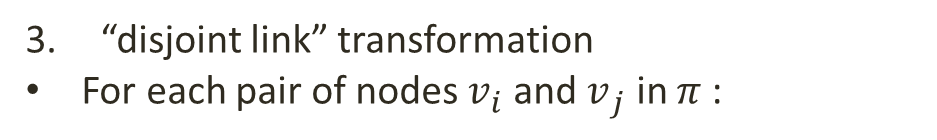 3. “disjoint link” transformation
• For each pair of nodes 𝑣ᵢ and 𝑣ⱼ in 𝜋 :